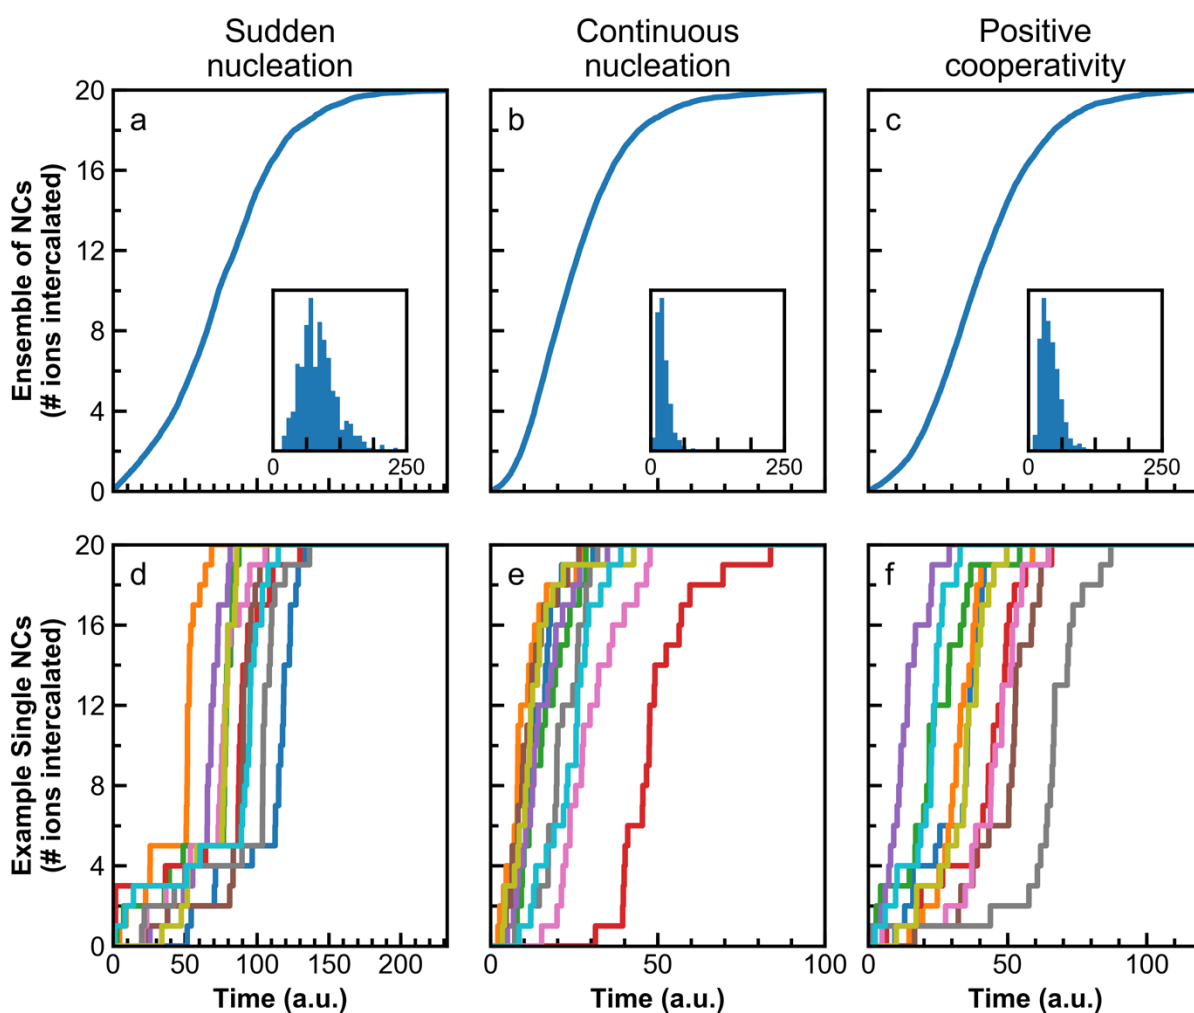 Sudden nucleation
Continuous nucleation
Positive cooperativity
Ensemble of NCs
(# ions intercalated)
20
16
12
8
4
0
a
0 250
b
0 250
c
0 250
Example Single NCs
(# ions intercalated)
20
16
12
8
4
0
d
0 50 100 150 200
Time (a.u.)
e
0 50 100
Time (a.u.)
f
0 50 100
Time (a.u.)